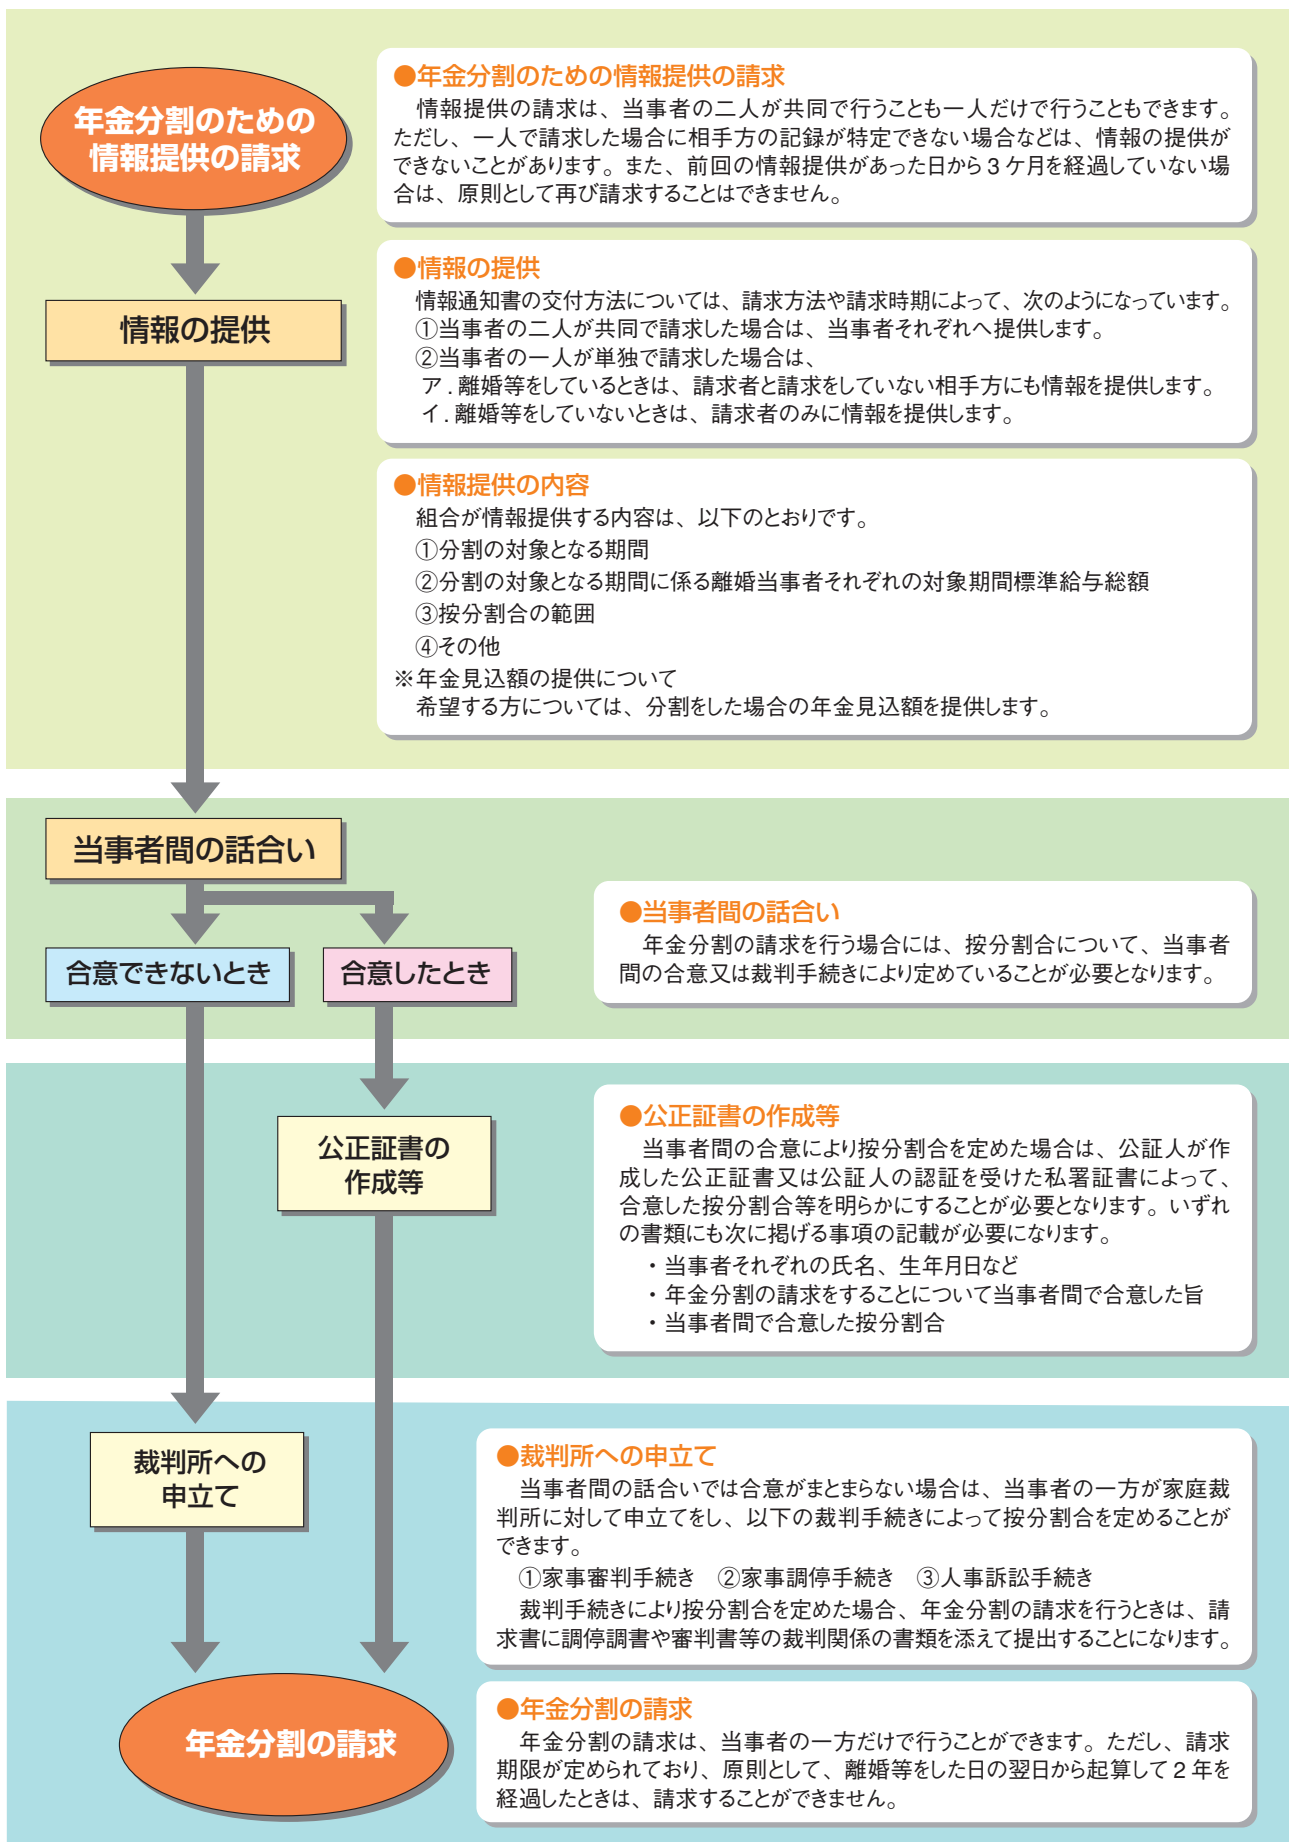 年金分割のための
情報提供の請求
●年金分割のための情報提供の請求
情報提供の請求は、当事者の二人が共同で行うことも一人だけで行うこともできます。
ただし、一人で請求した場合に相手方の記録が特定できない場合などは、情報の提供が
できないことがあります。また、前回の情報提供があった日から3ケ月を経過していない場
合は、原則として再び請求することはできません。
情報の提供
●情報の提供
情報通知書の交付方法については、請求方法や請求時期によって、次のようになっています。
①当事者の二人が共同で請求した場合は、当事者それぞれへ提供します。
②当事者の一人が単独で請求した場合は、
ア.離婚等をしているときは、請求者と請求をしていない相手方にも情報を提供します。
イ.離婚等をしていないときは、請求者のみに情報を提供します。
●情報提供の内容
組合が情報提供する内容は、以下のとおりです。
①分割の対象となる期間
②分割の対象となる期間に係る離婚当事者それぞれの対象期間標準給与総額
③按分割合の範囲
④その他
※年金見込額の提供について
希望する方については、分割をした場合の年金見込額を提供します。
当事者間の話合い
合意できないとき
合意したとき
●当事者間の話合い
年金分割の請求を行う場合には、按分割合について、当事者
間の合意又は裁判手続きにより定めていることが必要となります。
公正証書の
作成等
●公正証書の作成等
当事者間の合意により按分割合を定めた場合は、公証人が作
成した公正証書又は公証人の認証を受けた私署証書によって、
合意した按分割合等を明らかにすることが必要となります。いずれ
の書類にも次に掲げる事項の記載が必要になります。
・当事者それぞれの氏名、生年月日など
・年金分割の請求をすることについて当事者間で合意した旨
・当事者間で合意した按分割合
裁判所への
申立て
●裁判所への申立て
当事者間の話合いでは合意がまとまらない場合は、当事者の一方が家庭裁
判所に対して申立てをし、以下の裁判手続きによって按分割合を定めることが
できます。
①家事審判手続き　②家事調停手続き　③人事訴訟手続き
裁判手続きにより按分割合を定めた場合、年金分割の請求を行うときは、請
求書に調停調書や審判書等の裁判関係の書類を添えて提出することになります。
年金分割の請求
●年金分割の請求
年金分割の請求は、当事者の一方だけで行うことができます。ただし、請求
期限が定められており、原則として、離婚等をした日の翌日から起算して2年を
経過したときは、請求することができません。